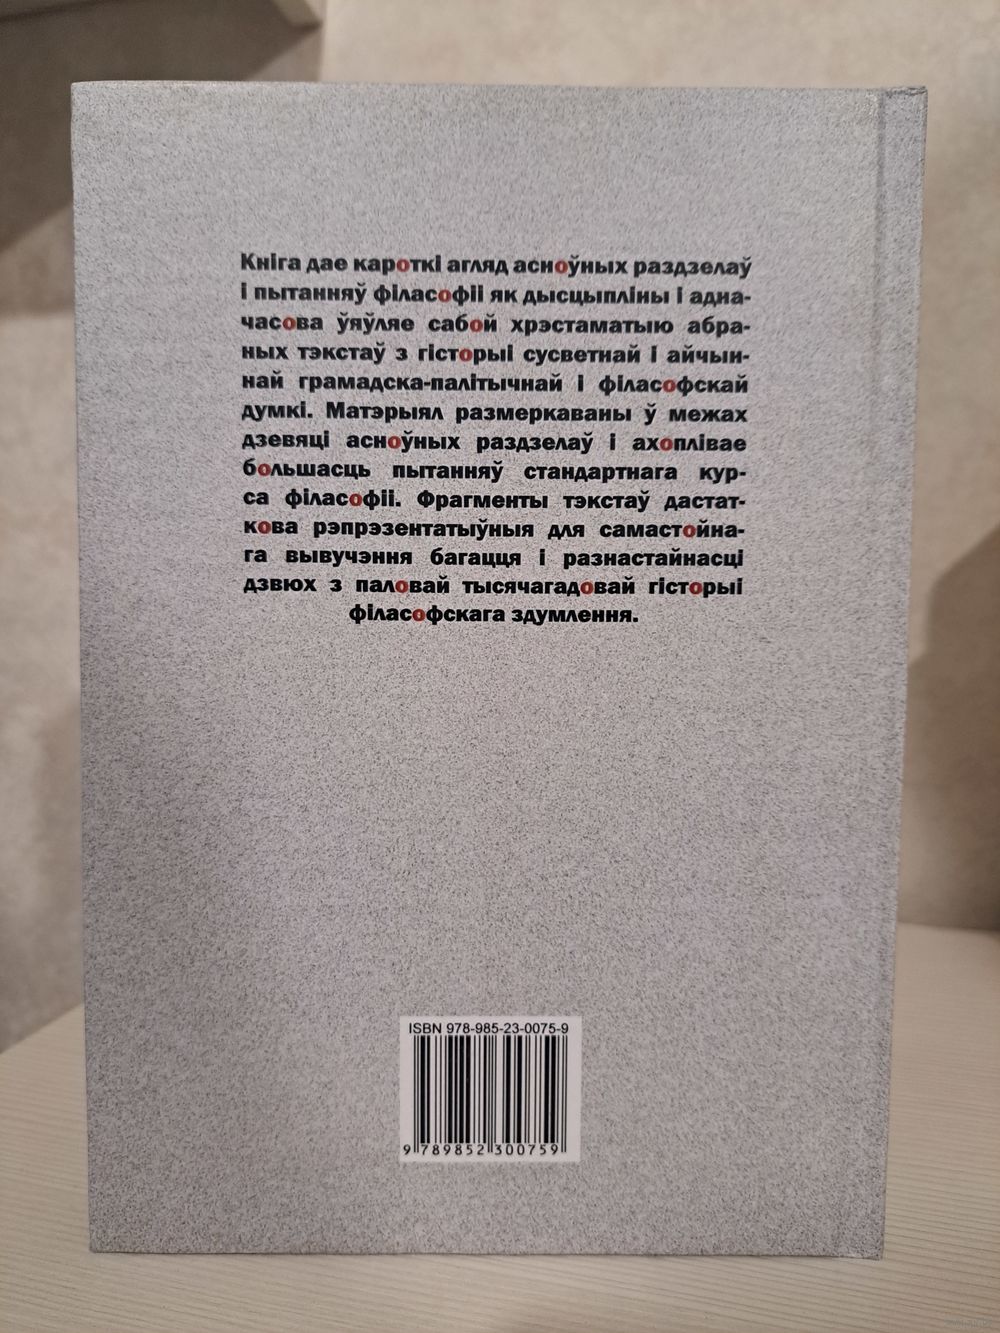 Кніга дае кароткі агляд асноўных раздзелаў
і пытанняў філасофіі як дысцыпліны і адна-
часова ўяўляе сабой хрэстаматыю абра-
ных тэкстаў з гісторыі сусветнай і айчын-
най грамадска-палітычнай і філасофскай
думкі. Матэрыял размеркаваны ў межах
дзевяці асноўных раздзелаў і ахоплівае
большасць пытанняў стандартнага кур-
са філасофіі. Фрагменты тэкстаў дастат-
кова рэпрэзентатыўныя для самастойна-
га вывучэння багацця і разнастайнасці
дзвюх з паловай тысячагадовай гісторыі
філасофскага здумлення.
ISBN 978-985-23-0075-9
9 789852 300759